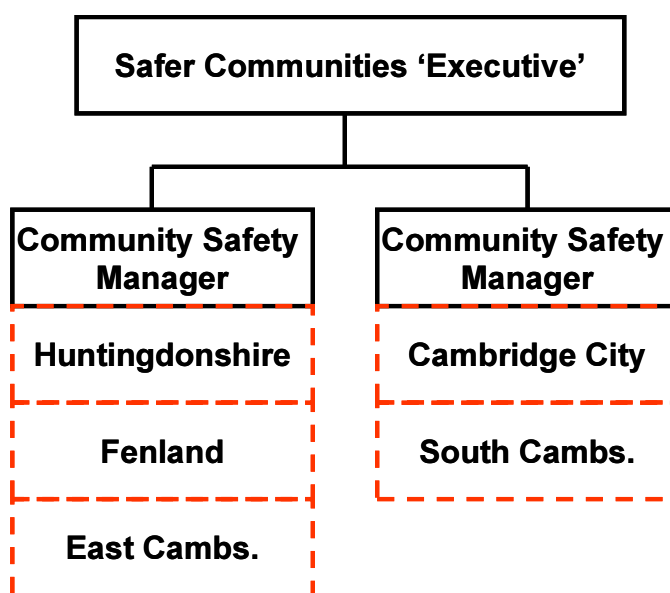 Safer Communities ‘Executive’
Community Safety
Manager
Huntingdonshire
Fenland
East Cambs.
Community Safety
Manager
Cambridge City
South Cambs.